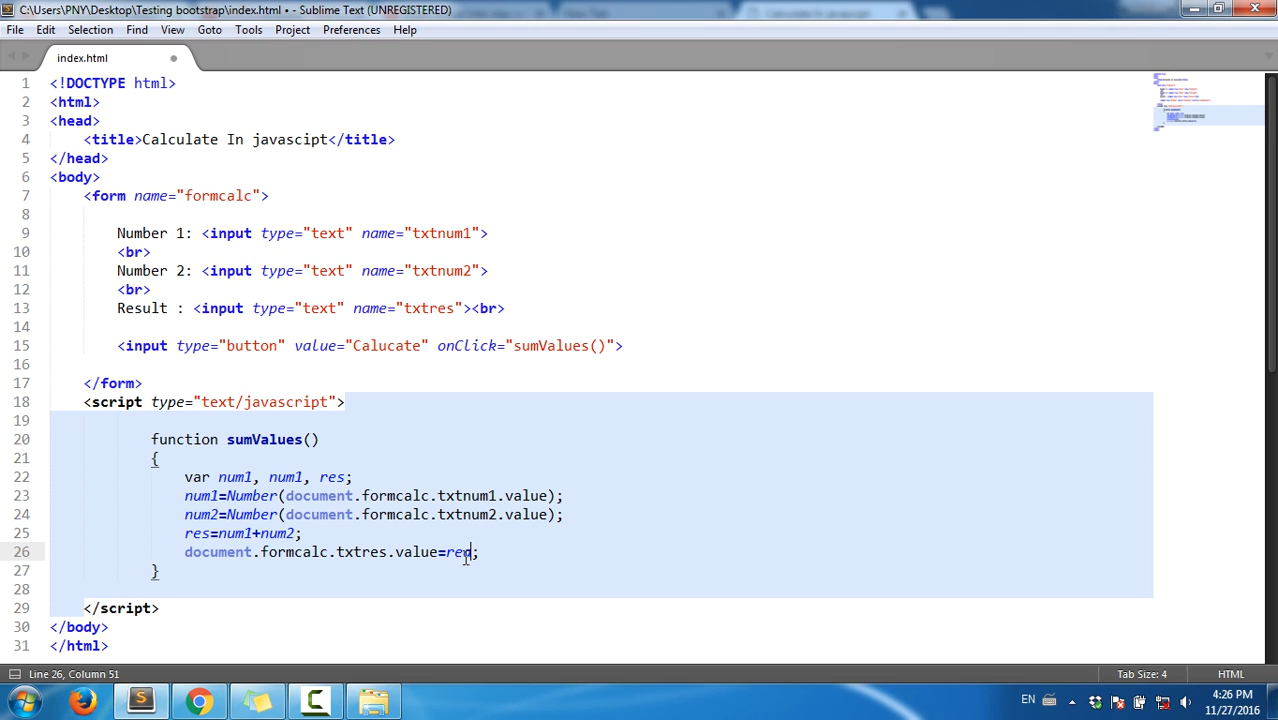 C:\Users\PNY\Desktop\Testing bootstrap\index.html • - Sublime Text (UNREGISTERED)
File Edit Selection Find View Goto Tools Project Preferences Help
index.html
1 <!DOCTYPE html>
2 <html>
3 <head>
4 <title>Calculate In javascipt</title>
5 </head>
6 <body>
7 <form name="formcalc">
8
9 Number 1: <input type="text" name="txtnum1">
10 <br>
11 Number 2: <input type="text" name="txtnum2">
12 <br>
13 Result : <input type="text" name="txtres"><br>
14
15 <input type="button" value="Calucate" onClick="sumValues()">
16
17 </form>
18 <script type="text/javascript">
19
20 function sumValues()
21 {
22 var num1, num1, res;
23 num1=Number(document.formcalc.txtnum1.value);
24 num2=Number(document.formcalc.txtnum2.value);
25 res=num1+num2;
26 document.formcalc.txtres.value=
27 }
28
29 </script>
30 </body>
31 </html>
Line 26, Column 51 Tab Size: 4 HTML
EN 4:26 PM
11/27/2016